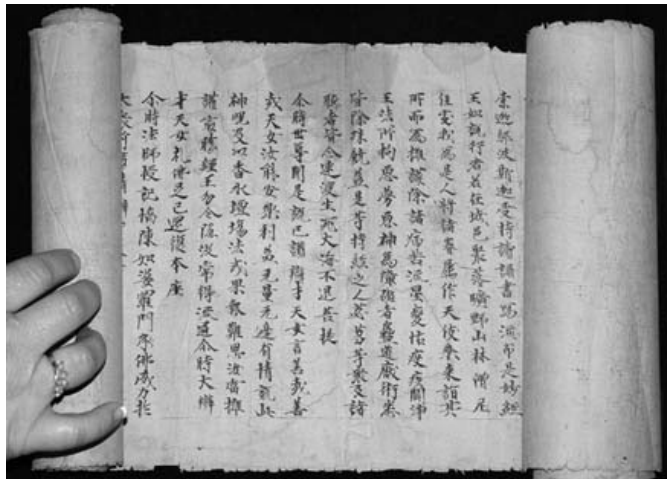 索迦鄔波斯迦受持讀誦書寫流布是妙經
王如說行者若在城邑聚落曠野山林僧尼
住處我為是人將諸眷屬作天伎樂來詣其
所而為擁護除諸病苦流星變怪疫疾鬪諍
王法所拘惡夢惡神為障礙者蠱道厭術悉
皆除殄饒益是等持經之人苾芻等衆及諸
聽者皆令速渡生死大海不退菩提
尒時世尊聞是說已讚辯才天女言善哉善
哉天女汝能安樂利益无量无邊有情說此
神呪及以香水壇場法式果報難思汝當擁
護最勝經王勿令隱沒常得流通尒時大辯
才天女礼佛足已還復本座
尒時法師授記憍陳如婆羅門承佛威力於